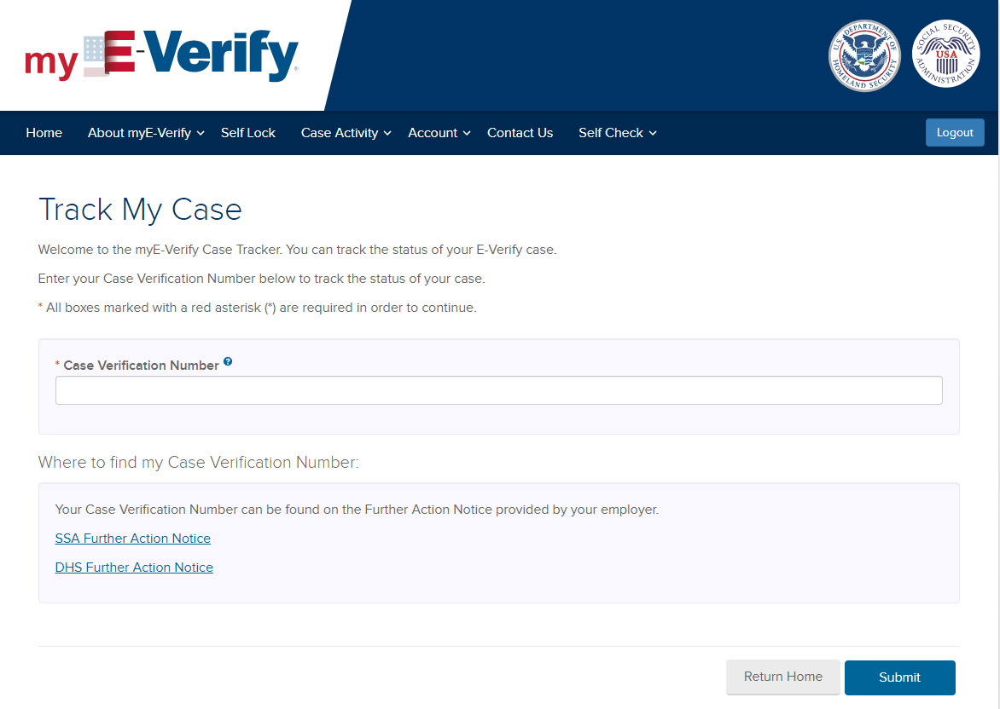 my E-Verify®
U.S. DEPARTMENT OF HOMELAND SECURITY
SOCIAL SECURITY ADMINISTRATION
USA
Home About myE-Verify Self Lock Case Activity Account Contact Us Self Check Logout
Track My Case
Welcome to the myE-Verify Case Tracker. You can track the status of your E-Verify case.
Enter your Case Verification Number below to track the status of your case.
* All boxes marked with a red asterisk (*) are required in order to continue.
* Case Verification Number ?
Where to find my Case Verification Number:
Your Case Verification Number can be found on the Further Action Notice provided by your employer.
SSA Further Action Notice
DHS Further Action Notice
Return Home Submit